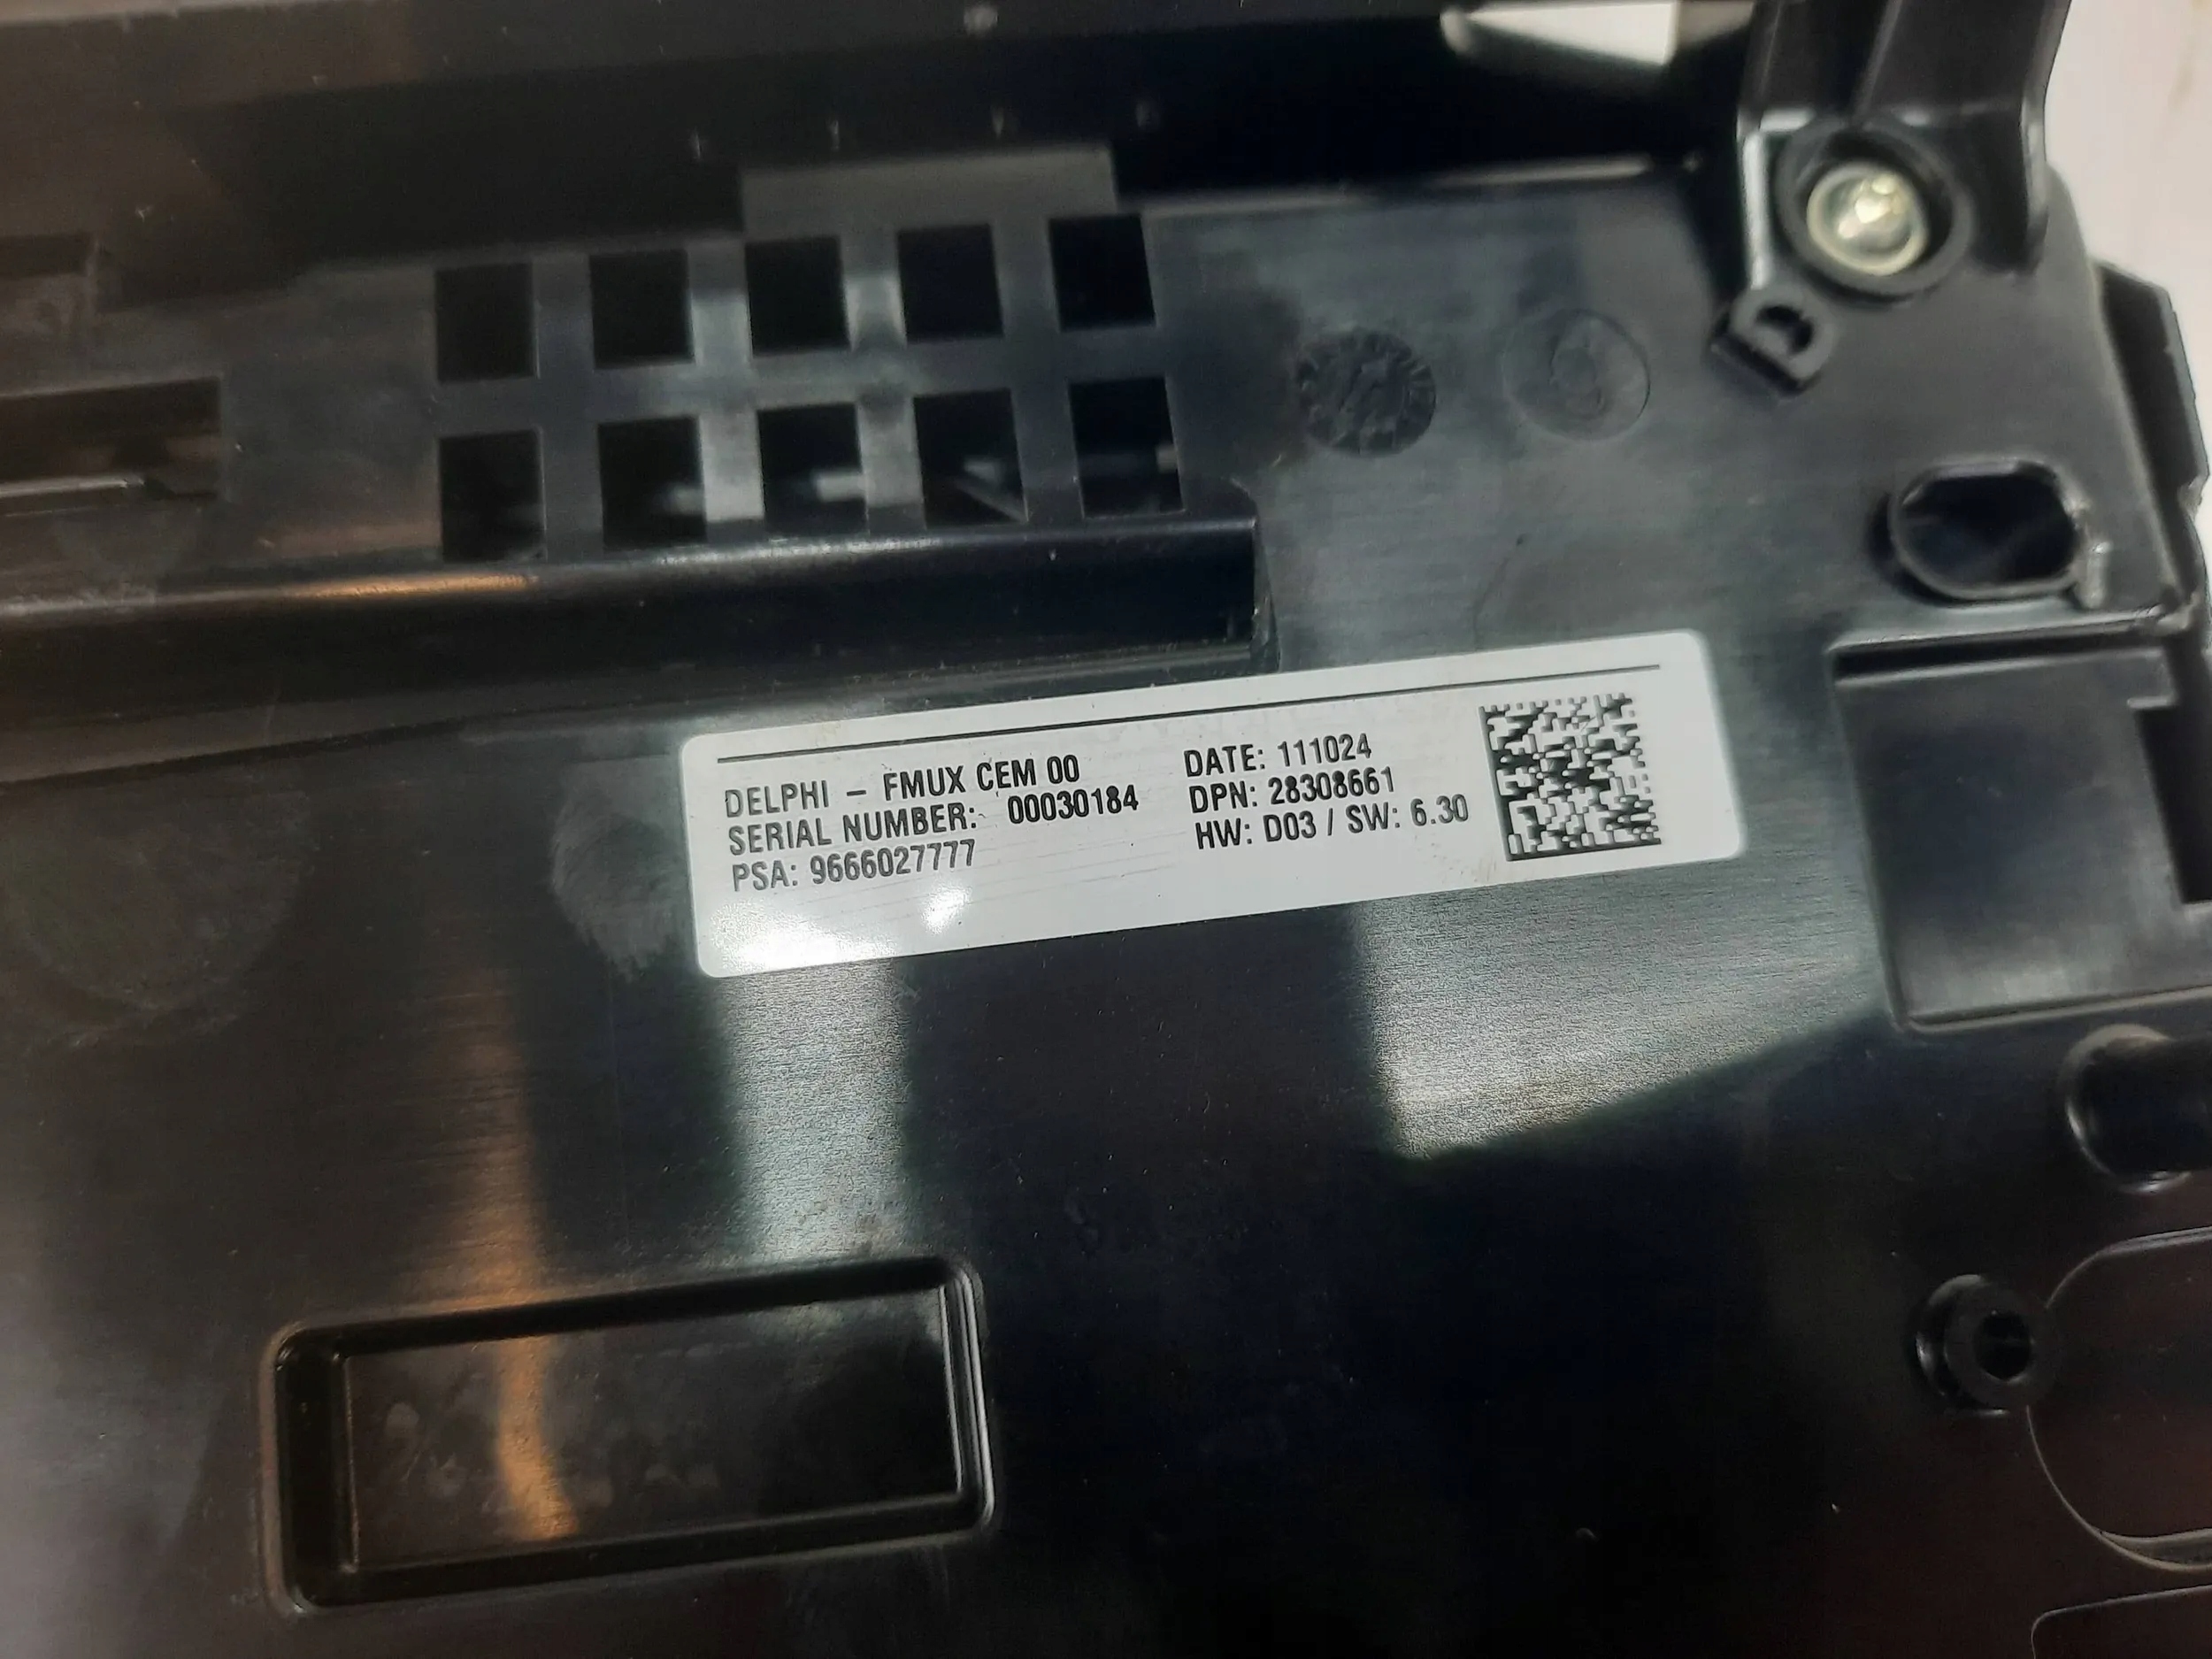 D
DELPHI – FMUX CEM 00
SERIAL NUMBER: 00030184
PSA: 9666027777
DATE: 111024
DPN: 28308661
HW: D03 / SW: 6.30